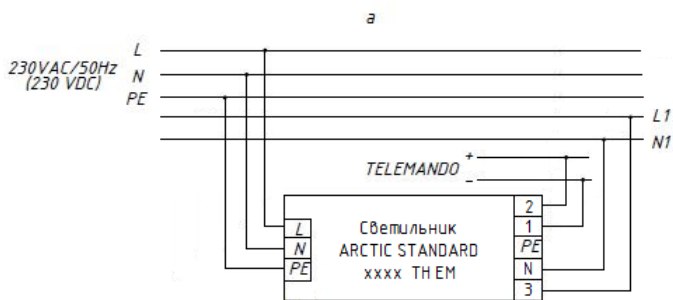 а
L
230VAC/50Hz N
(230 VDC)
PE
L1
N1
TELEMANDO +
–
2
L Светильник 1
N ARCTIC STANDARD PE
PE xxxx TH EM N
3